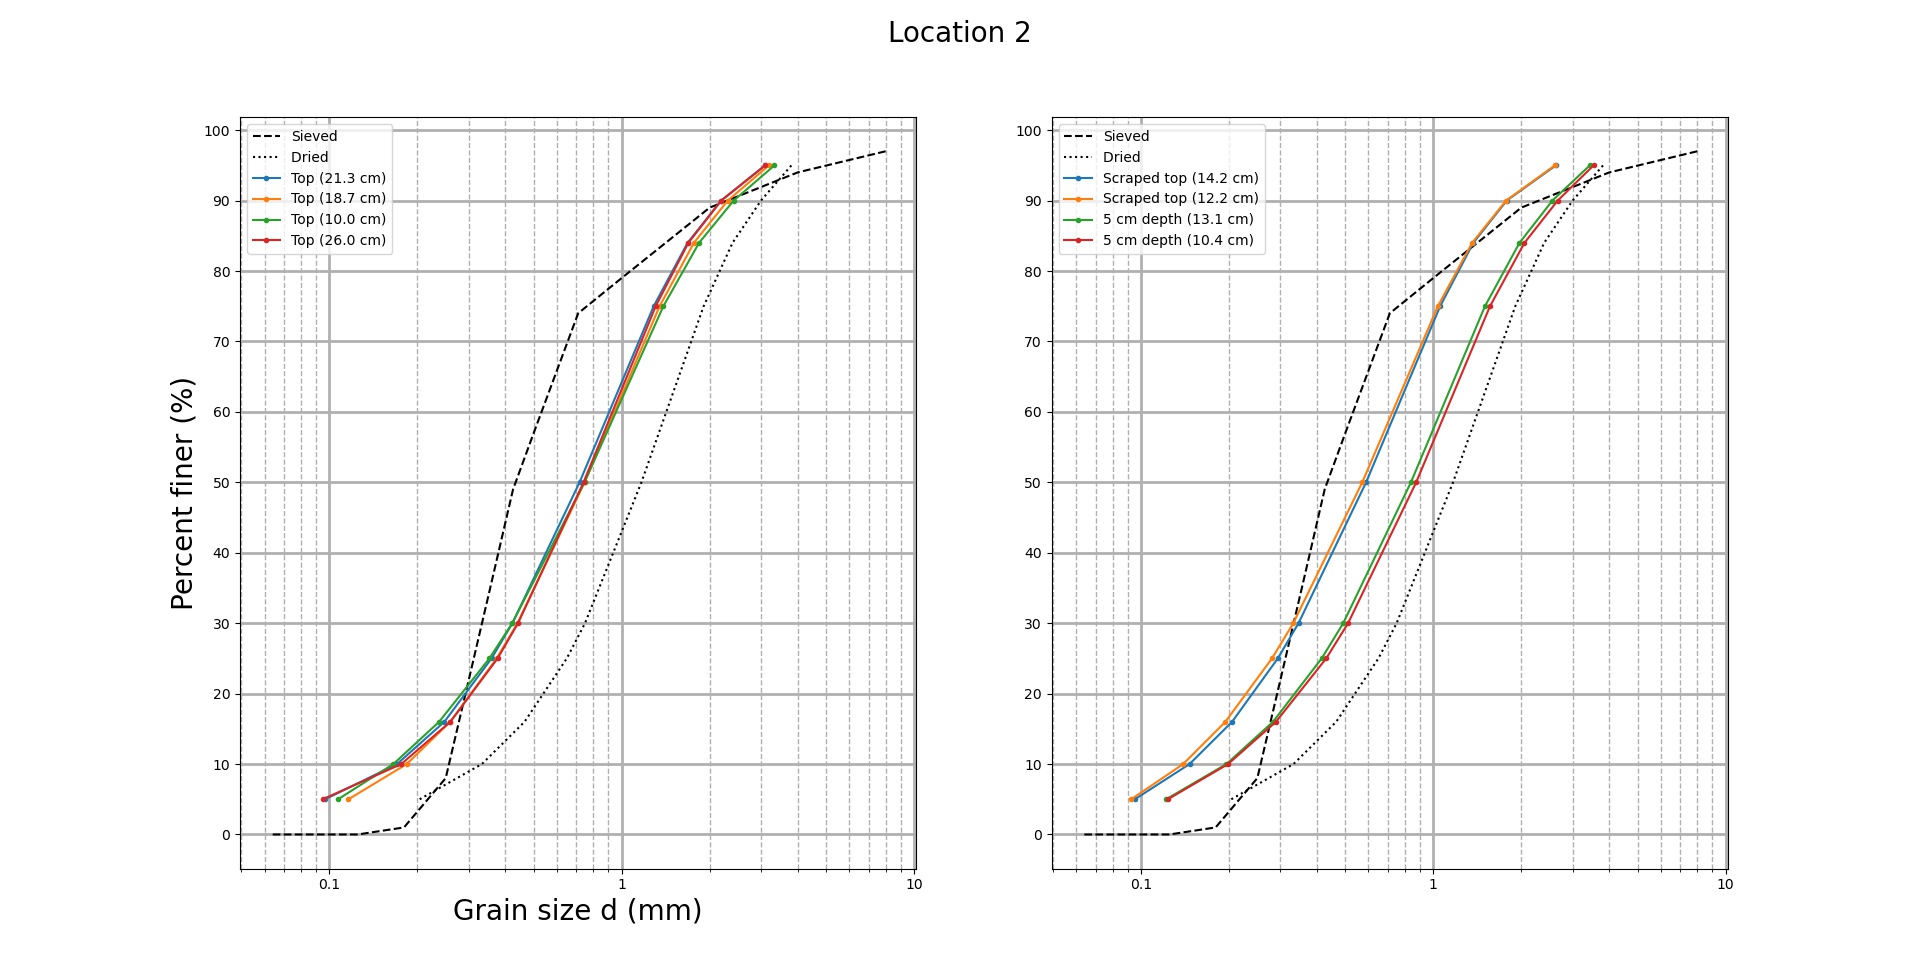 Location 2
Percent finer (%)
100
90
80
70
60
50
40
30
20
10
0
Sieved
Dried
Top (21.3 cm)
Top (18.7 cm)
Top (10.0 cm)
Top (26.0 cm)
0.1
1
10
Grain size d (mm)
100
90
80
70
60
50
40
30
20
10
0
Sieved
Dried
Scraped top (14.2 cm)
Scraped top (12.2 cm)
5 cm depth (13.1 cm)
5 cm depth (10.4 cm)
0.1
1
10